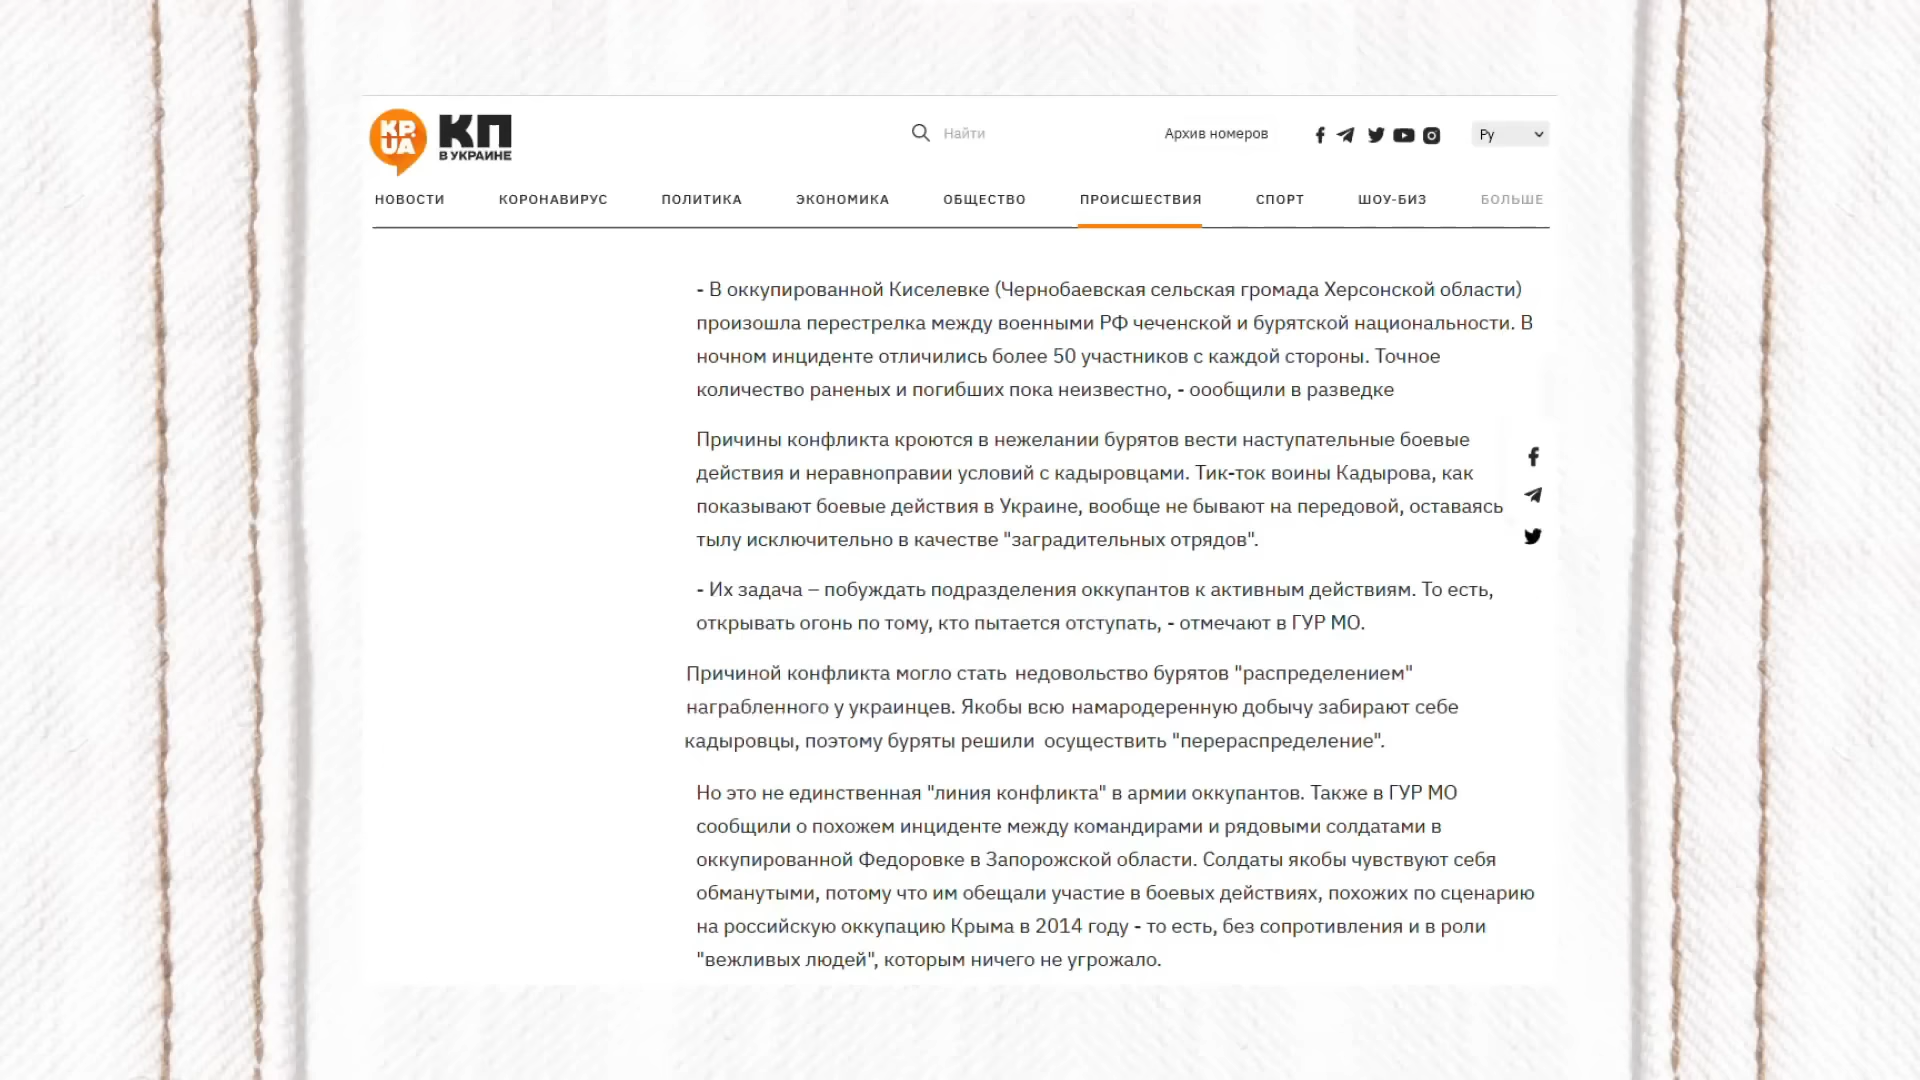 KP.
UA
КП
В УКРАИНЕ
Найти
Архив номеров
Ру
НОВОСТИ КОРОНАВИРУС ПОЛИТИКА ЭКОНОМИКА ОБЩЕСТВО ПРОИСШЕСТВИЯ СПОРТ ШОУ-БИЗ БОЛЬШЕ
- В оккупированной Киселевке (Чернобаевская сельская громада Херсонской области)
произошла перестрелка между военными РФ чеченской и бурятской национальности. В
ночном инциденте отличились более 50 участников с каждой стороны. Точное
количество раненых и погибших пока неизвестно, - оообщили в разведке
Причины конфликта кроются в нежелании бурятов вести наступательные боевые
действия и неравноправии условий с кадыровцами. Тик-ток воины Кадырова, как
показывают боевые действия в Украине, вообще не бывают на передовой, оставаясь
тылу исключительно в качестве "заградительных отрядов".
- Их задача – побуждать подразделения оккупантов к активным действиям. То есть,
открывать огонь по тому, кто пытается отступать, - отмечают в ГУР МО.
Причиной конфликта могло стать недовольство бурятов "распределением"
награбленного у украинцев. Якобы всю намародеренную добычу забирают себе
кадыровцы, поэтому буряты решили осуществить "перераспределение".
Но это не единственная "линия конфликта" в армии оккупантов. Также в ГУР МО
сообщили о похожем инциденте между командирами и рядовыми солдатами в
оккупированной Федоровке в Запорожской области. Солдаты якобы чувствуют себя
обманутыми, потому что им обещали участие в боевых действиях, похожих по сценарию
на российскую оккупацию Крыма в 2014 году - то есть, без сопротивления и в роли
"вежливых людей", которым ничего не угрожало.